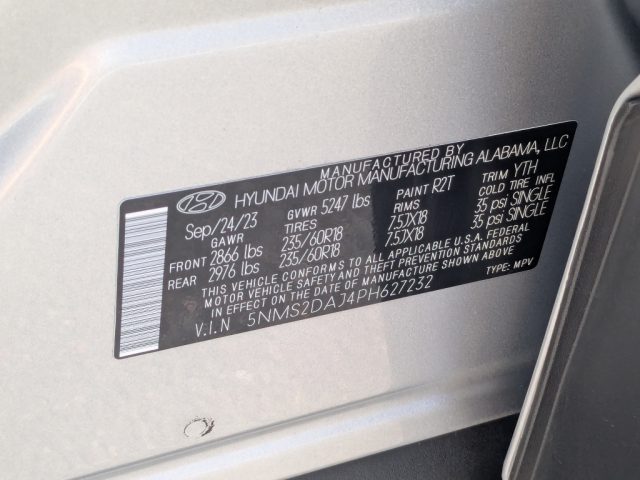 MANUFACTURED BY
HYUNDAI MOTOR MANUFACTURING ALABAMA, LLC
Sep/24/23 GVWR 5247 lbs PAINT R2T TRIM YTH
GAWR TIRES RIMS COLD TIRE INFL
FRONT 2866 lbs 235/60R18 7.5JX18 35 psi SINGLE
REAR 2976 lbs 235/60R18 7.5JX18 35 psi SINGLE
THIS VEHICLE CONFORMS TO ALL APPLICABLE U.S.A. FEDERAL
MOTOR VEHICLE SAFETY AND THEFT PREVENTION STANDARDS
IN EFFECT ON THE DATE OF MANUFACTURE SHOWN ABOVE.
V.I.N 5NMS2DAJ4PH627232 TYPE: MPV